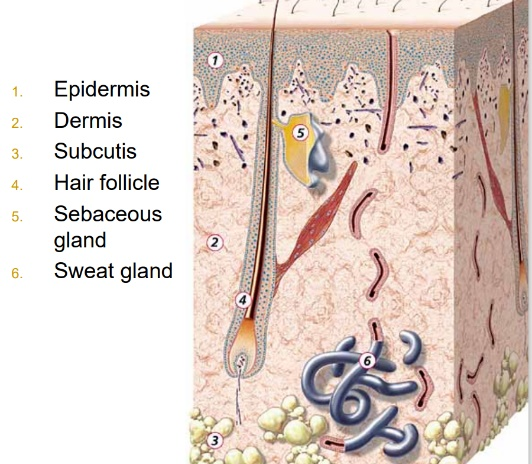 1. Epidermis
2. Dermis
3. Subcutis
4. Hair follicle
5. Sebaceous
gland
6. Sweat gland
1
5
2
4
6
3